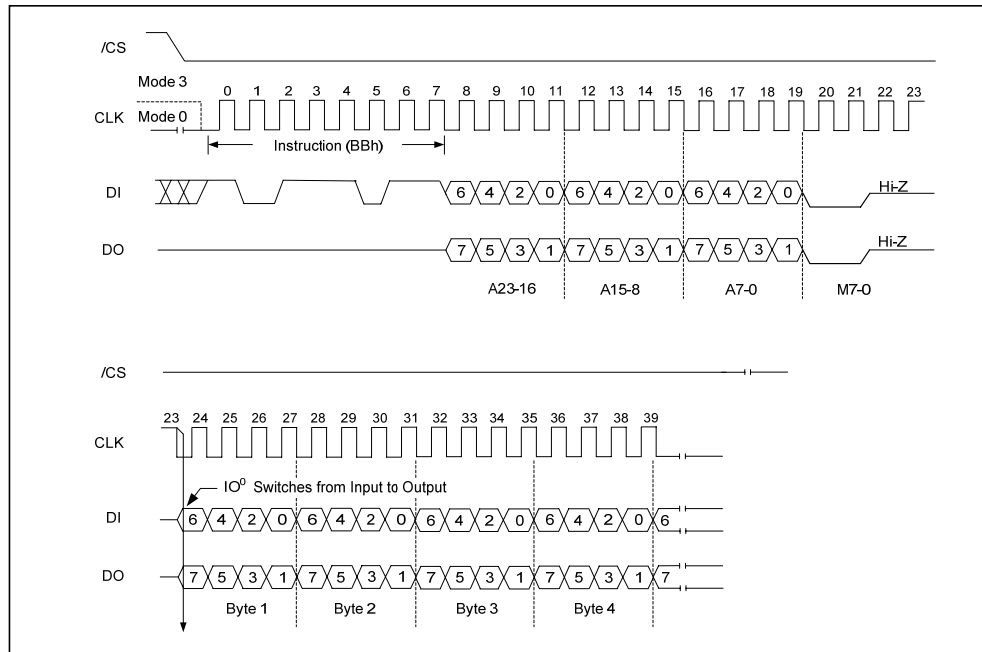 /CS
Mode 3
0 1 2 3 4 5 6 7 8 9 10 11 12 13 14 15 16 17 18 19 20 21 22 23
CLK
Mode 0
Instruction (BBh)
DI
6 4 2 0 6 4 2 0 6 4 2 0
Hi-Z
DO
7 5 3 1 7 5 3 1 7 5 3 1
Hi-Z
A23-16 A15-8 A7-0 M7-0
/CS
23 24 25 26 27 28 29 30 31 32 33 34 35 36 37 38 39
CLK
IO⁰ Switches from Input to Output
DI
6 4 2 0 6 4 2 0 6 4 2 0 6 4 2 0 6
DO
7 5 3 1 7 5 3 1 7 5 3 1 7 5 3 1 7
Byte 1 Byte 2 Byte 3 Byte 4